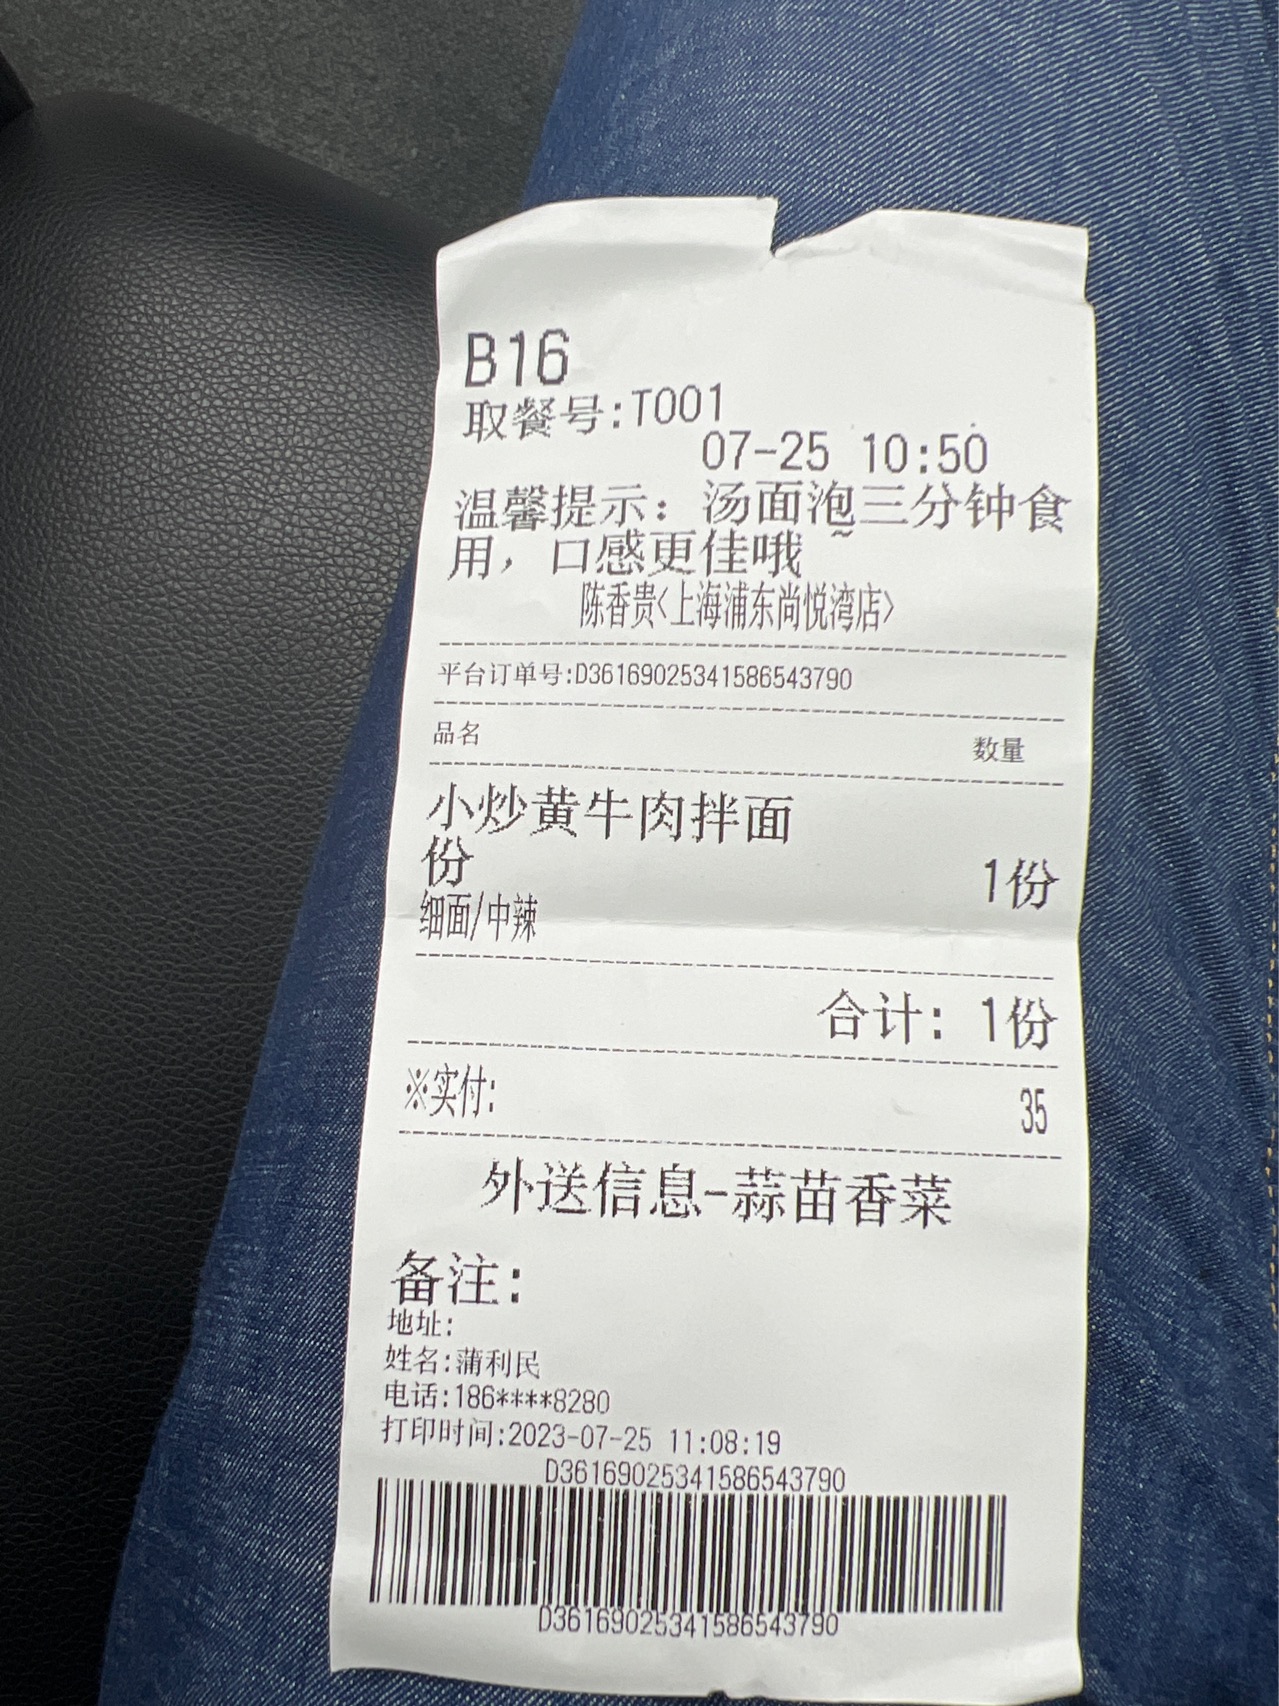 B16
取餐号:T001
07-25 10:50
温馨提示：汤面泡三分钟食
用，口感更佳哦~
陈香贵<上海浦东尚悦湾店>
平台订单号:D36169025341586543790
品名 数量
小炒黄牛肉拌面
份 1份
细面/中辣
合计：1份
※实付: 35
外送信息-蒜苗香菜
备注：
地址:
姓名:蒲利民
电话:186****8280
打印时间:2023-07-25 11:08:19
D36169025341586543790
D36169025341586543790